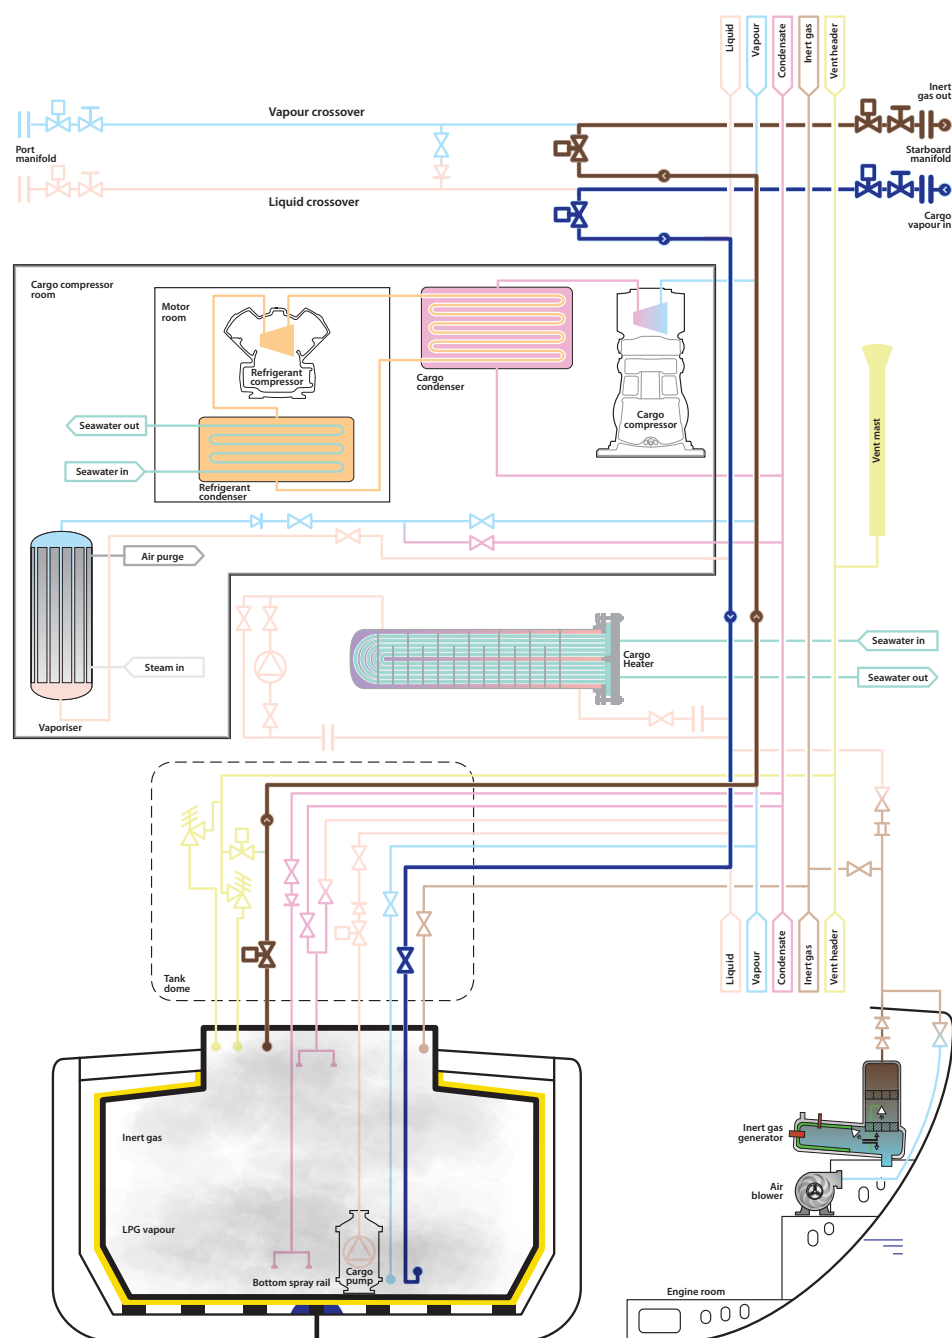 Liquid
Vapour
Condensate
Inert gas
Ventheader
Inert
gas out
Vapour crossover
Port
manifold
Starboard
manifold
Liquid crossover
Cargo
vapour in
Cargo compressor
room
Motor
room
Refrigerant
compressor
Cargo
condenser
Cargo
compressor
Seawater out
Seawater in
Refrigerant
condenser
Vent mast
Air purge
Steam in
Vaporiser
Cargo
Heater
Seawater in
Seawater out
Tank
dome
Liquid
Vapour
Condensate
Inert gas
Vent header
Inert gas
LPG vapour
Bottom spray rail
Cargo
pump
Inert gas
generator
Air
blower
Engine room